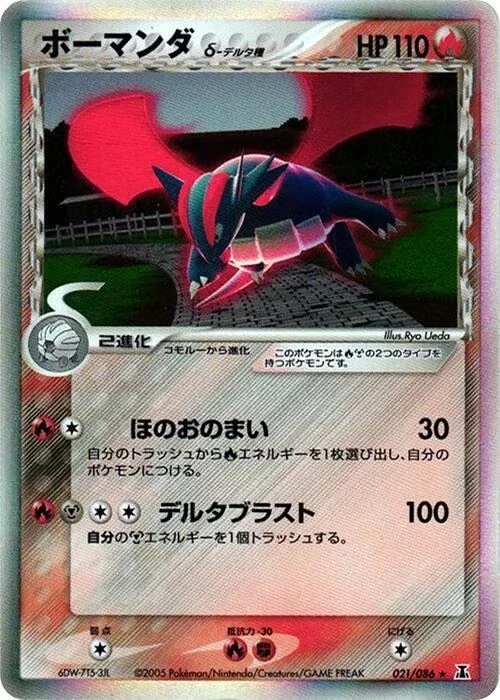 ボーマンダ δ-デルタ種 HP110
Illus.Ryo Ueda
2進化
コモルーから進化
このポケモンは の2つのタイプを
持つポケモンです。
ほのおのまい 30
自分のトラッシュから エネルギーを1枚選び出し、自分の
ポケモンにつける。
デルタブラスト 100
自分の エネルギーを1個トラッシュする。
弱点 抵抗力 -30 にげる
6DW-7T5-3JL ©2005 Pokémon/Nintendo/Creatures/GAME FREAK 021/086 ★